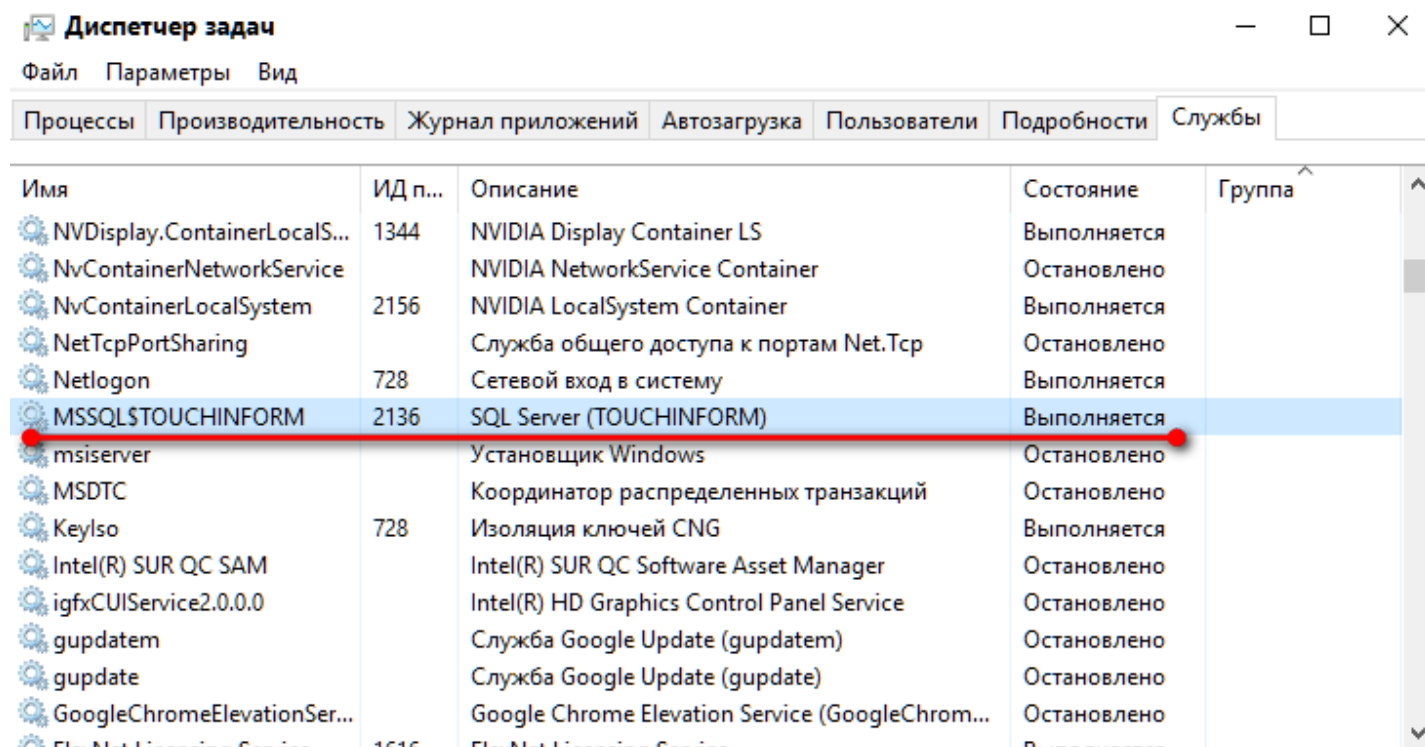 Диспетчер задач
Файл Параметры Вид
Процессы Производительность Журнал приложений Автозагрузка Пользователи Подробности Службы
Имя ИД п... Описание Состояние Группа
NVDisplay.ContainerLocalS... 1344 NVIDIA Display Container LS Выполняется
NvContainerNetworkService NVIDIA NetworkService Container Остановлено
NvContainerLocalSystem 2156 NVIDIA LocalSystem Container Выполняется
NetTcpPortSharing Служба общего доступа к портам Net.Tcp Остановлено
Netlogon 728 Сетевой вход в систему Выполняется
MSSQL$TOUCHINFORM 2136 SQL Server (TOUCHINFORM) Выполняется
msiserver Установщик Windows Остановлено
MSDTC Координатор распределенных транзакций Остановлено
KeyIso 728 Изоляция ключей CNG Выполняется
Intel(R) SUR QC SAM Intel(R) SUR QC Software Asset Manager Остановлено
igfxCUIService2.0.0.0 Intel(R) HD Graphics Control Panel Service Остановлено
gupdatem Служба Google Update (gupdatem) Остановлено
gupdate Служба Google Update (gupdate) Остановлено
GoogleChromeElevationSer... Google Chrome Elevation Service (GoogleChrom... Остановлено